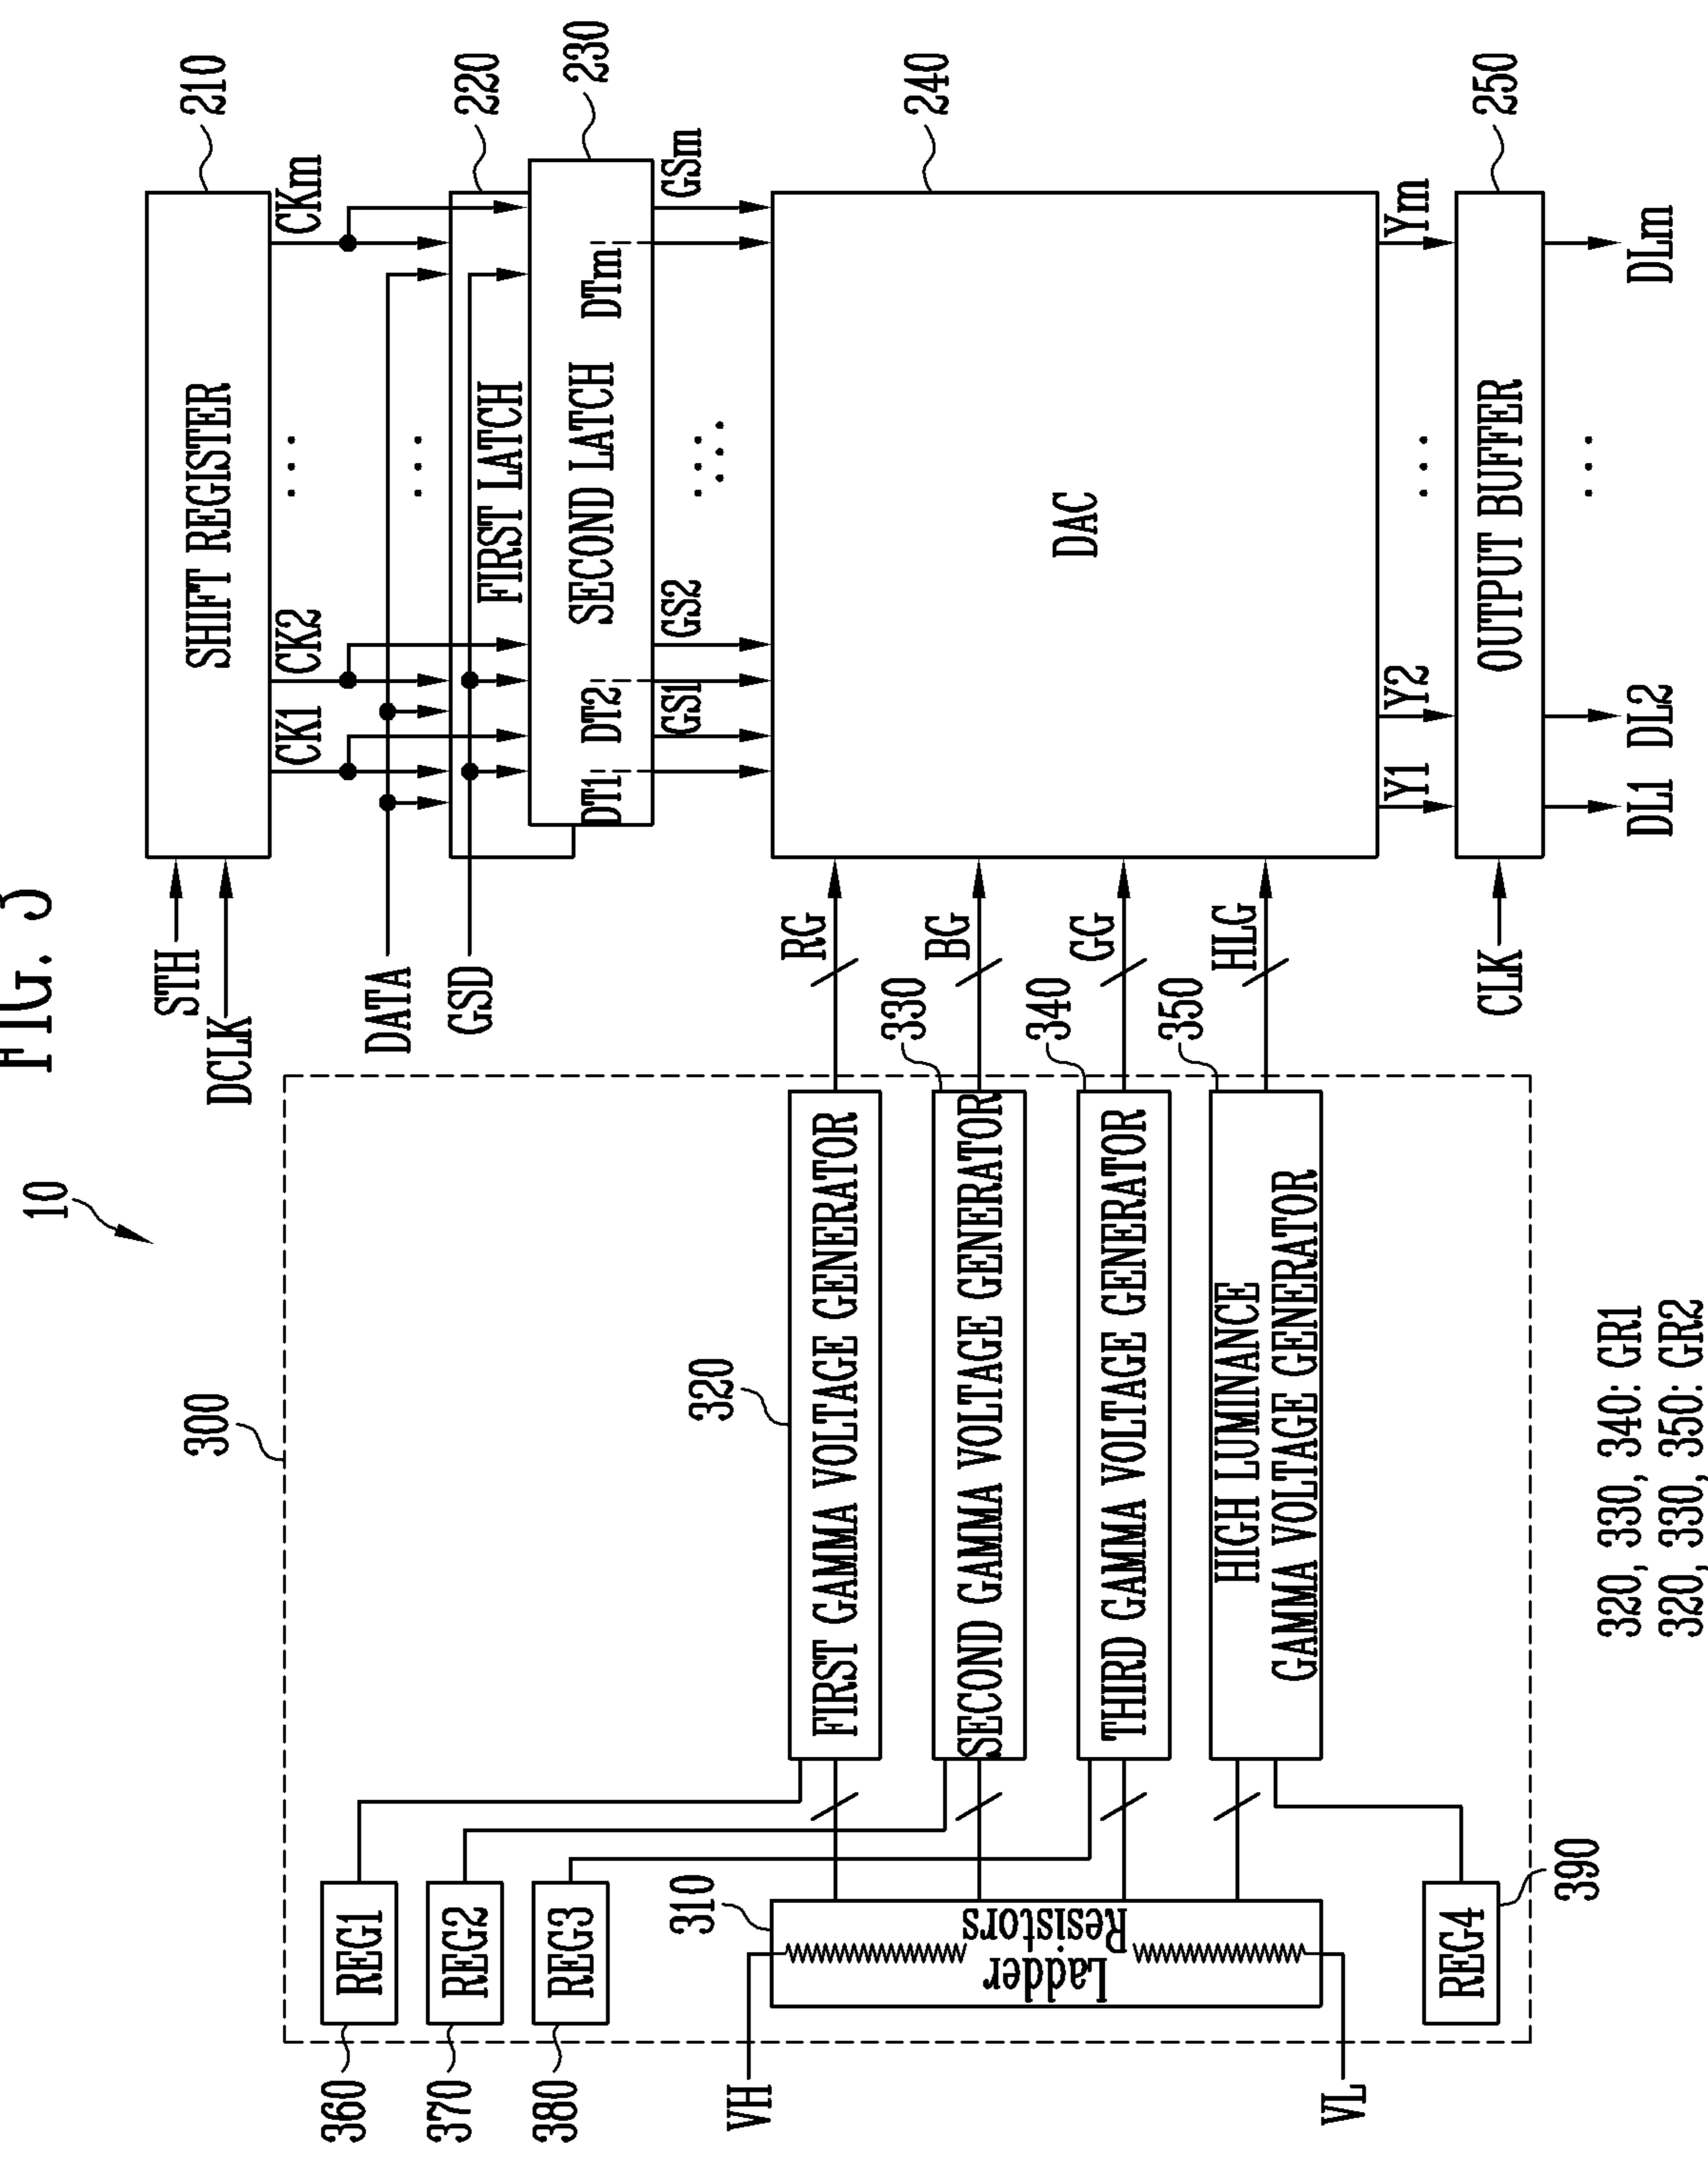 FIG. 3
10
300
STH
DCLK
SHIFT REGISTER
210
CK1
CK2
...
CKm
DATA
...
GSD
FIRST LATCH
220
SECOND LATCH
230
DT1
DT2
DTm
GS1
GS2
...
...
GSm
DAC
240
RG
BG
GG
HLG
Y1
Y2
...
Ym
CLK
OUTPUT BUFFER
250
DL1
DL2
...
DLm
REG1
360
REG2
370
REG3
380
VH
310
Ladder
Resistors
VL
REG4
390
320
FIRST GAMMA VOLTAGE GENERATOR
330
SECOND GAMMA VOLTAGE GENERATOR
340
THIRD GAMMA VOLTAGE GENERATOR
350
HIGH LUMINANCE
GAMMA VOLTAGE GENERATOR
320, 330, 340: GR1
320, 330, 350: GR2